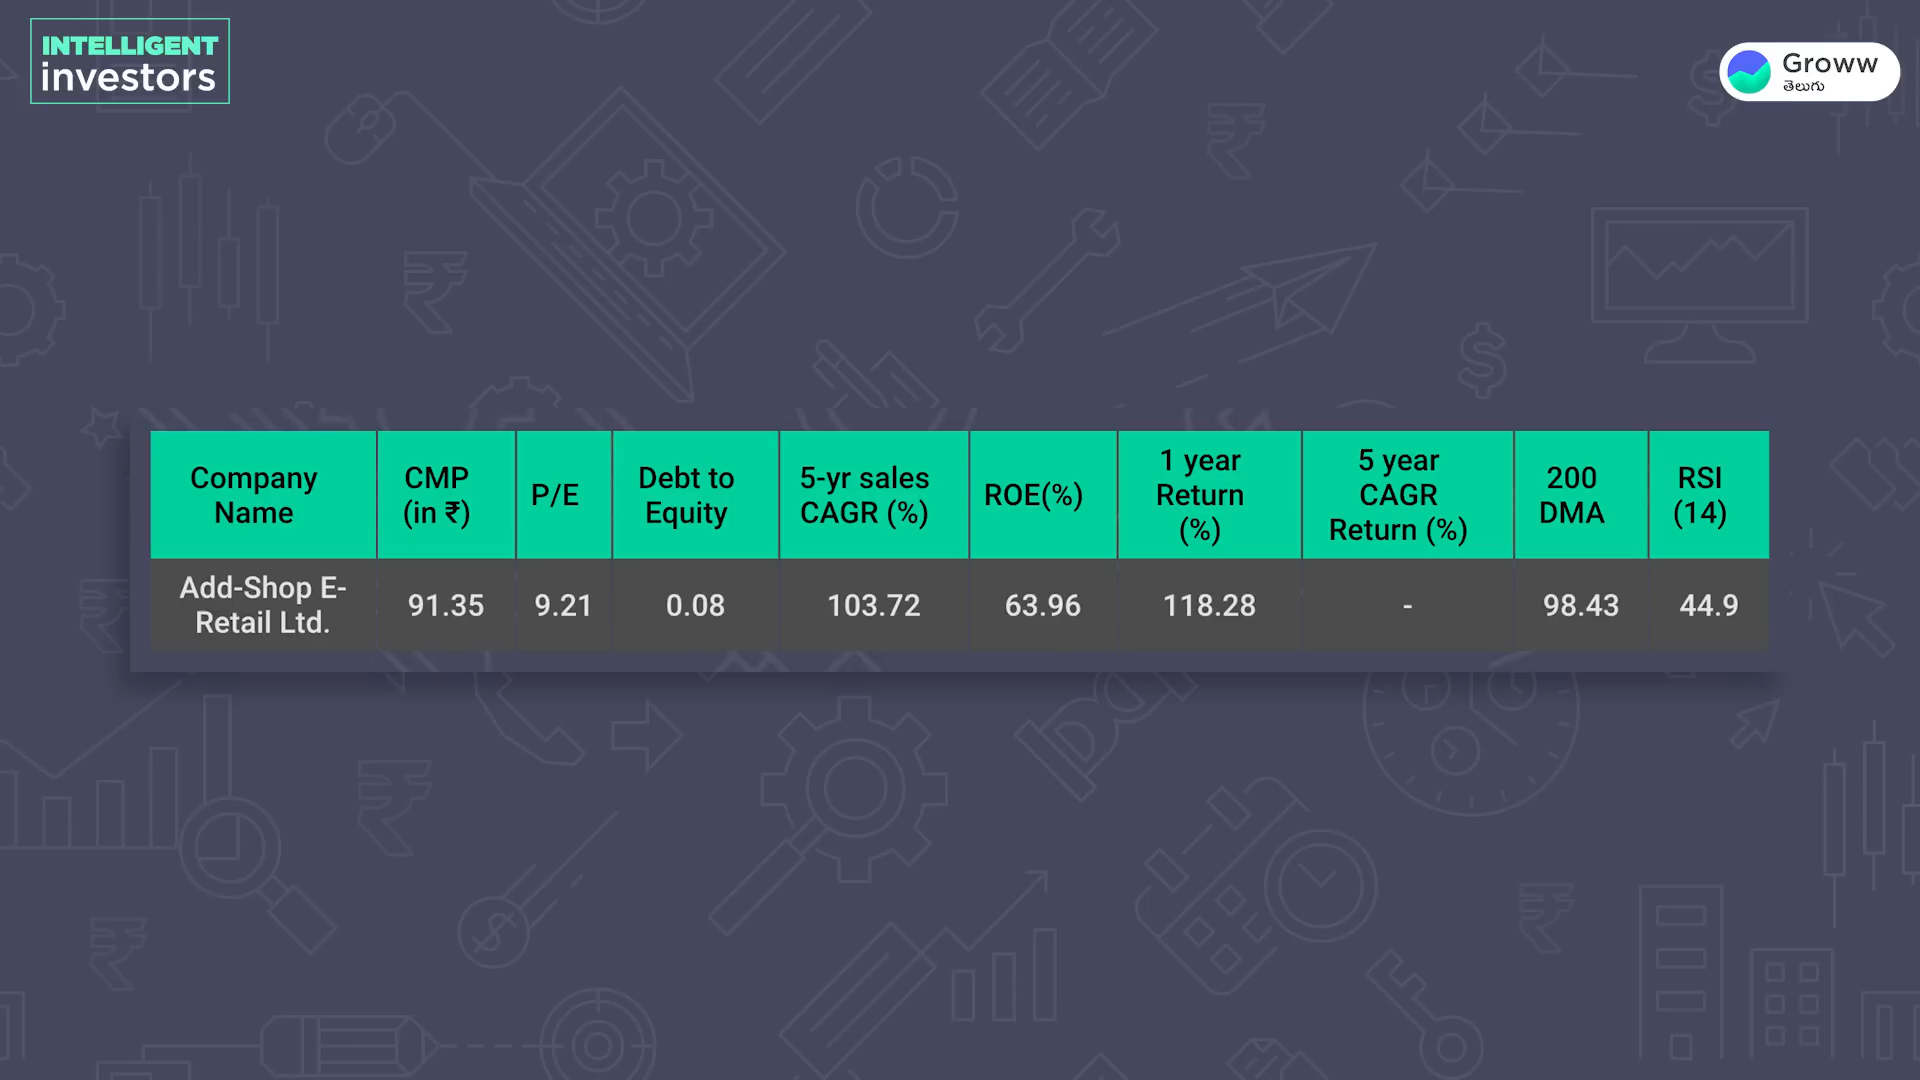 INTELLIGENT
investors
Groww
తెలుగు
Company Name
CMP (in ₹)
P/E
Debt to Equity
5-yr sales CAGR (%)
ROE(%)
1 year Return (%)
5 year CAGR Return (%)
200 DMA
RSI (14)
Add-Shop E-Retail Ltd.
91.35
9.21
0.08
103.72
63.96
118.28
-
98.43
44.9